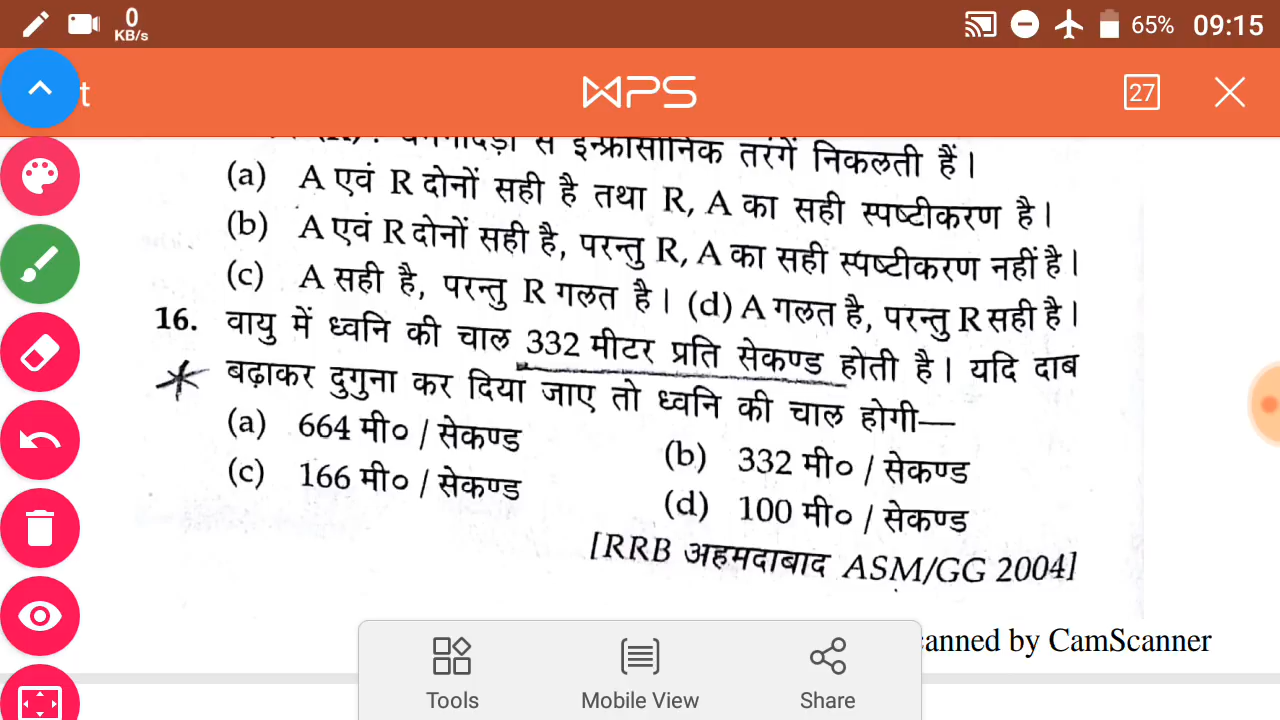 0
KB/s
65% 09:15
t
WPS
27
(R) : चमगादड़ों से इन्फ्रासोनिक तरंगें निकलती हैं।
(a) A एवं R दोनों सही है तथा R, A का सही स्पष्टीकरण है।
(b) A एवं R दोनों सही है, परन्तु R, A का सही स्पष्टीकरण नहीं है।
(c) A सही है, परन्तु R गलत है। (d) A गलत है, परन्तु R सही है।
16. वायु में ध्वनि की चाल 332 मीटर प्रति सेकण्ड होती है। यदि दाब
बढ़ाकर दुगुना कर दिया जाए तो ध्वनि की चाल होगी—
(a) 664 मी० / सेकण्ड (b) 332 मी० / सेकण्ड
(c) 166 मी० / सेकण्ड (d) 100 मी० / सेकण्ड
[RRB अहमदाबाद ASM/GG 2004]
canned by CamScanner
Tools Mobile View Share